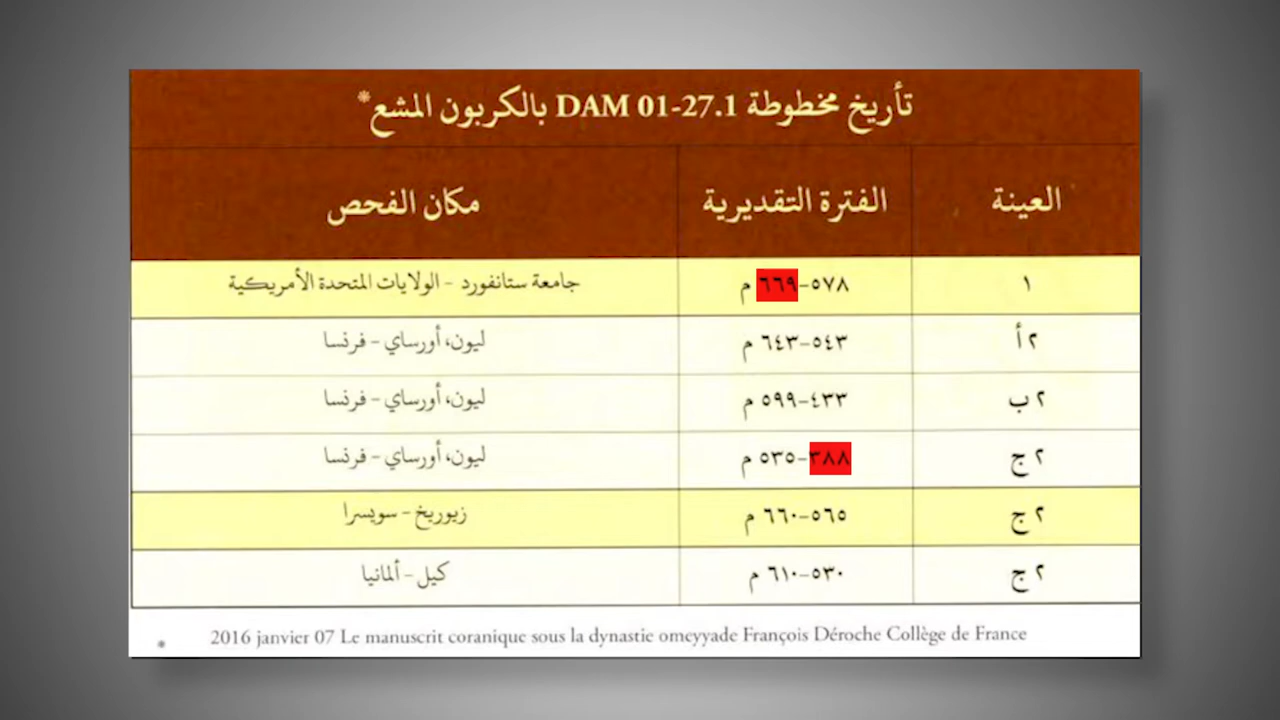 تأريخ مخطوطة DAM 01-27.1 بالكربون المشع*
العينة الفترة التقديرية مكان الفحص
١ ٥٧٨-٦٦٩ م جامعة ستانفورد - الولايات المتحدة الأمريكية
٢ أ ٥٤٣-٦٤٣ م ليون، أورساي - فرنسا
٢ ب ٤٣٣-٥٩٩ م ليون، أورساي - فرنسا
٢ ج ٣٨٨-٥٣٥ م ليون، أورساي - فرنسا
٢ ج ٥٦٥-٦٦٠ م زيوريخ - سويسرا
٢ ج ٥٣٠-٦١٠ م كيل - ألمانيا
* 2016 janvier 07 Le manuscrit coranique sous la dynastie omeyyade François Déroche Collège de France